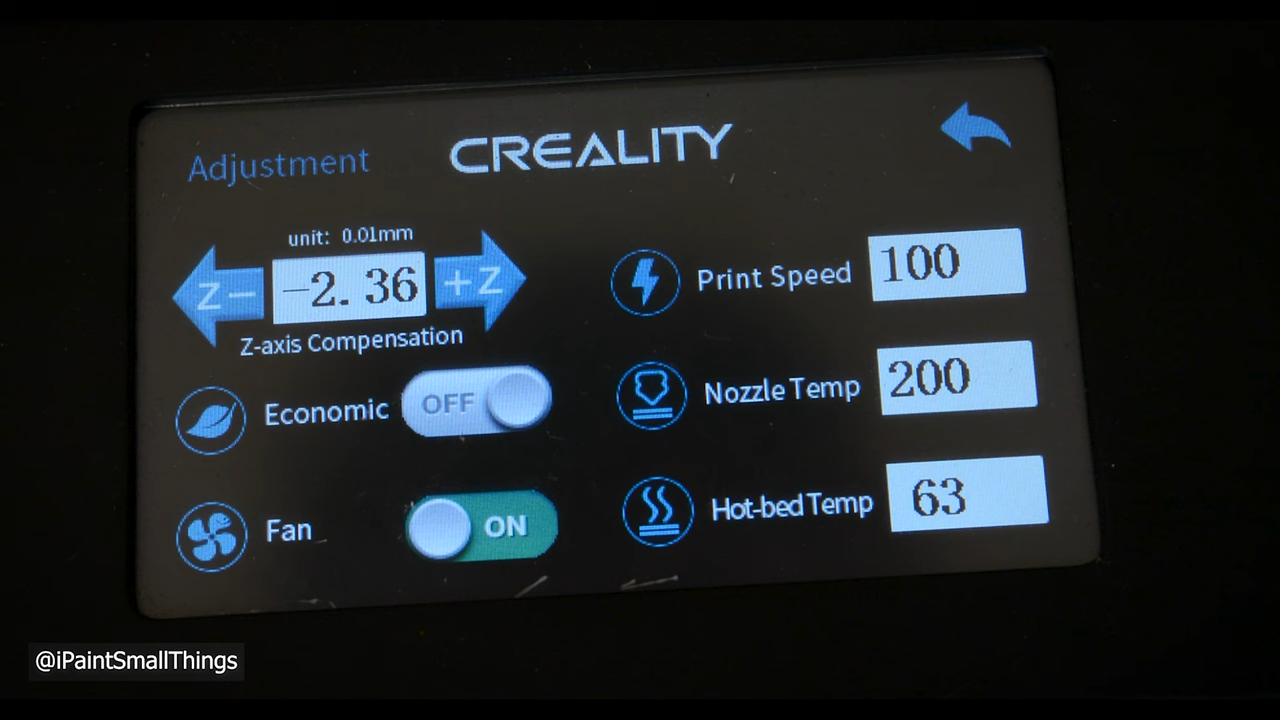 Adjustment
CREALITY
unit: 0.01mm
Z−
−2.36
+Z
Z-axis Compensation
Economic
OFF
Fan
ON
Print Speed
100
Nozzle Temp
200
Hot-bed Temp
63
@iPaintSmallThings